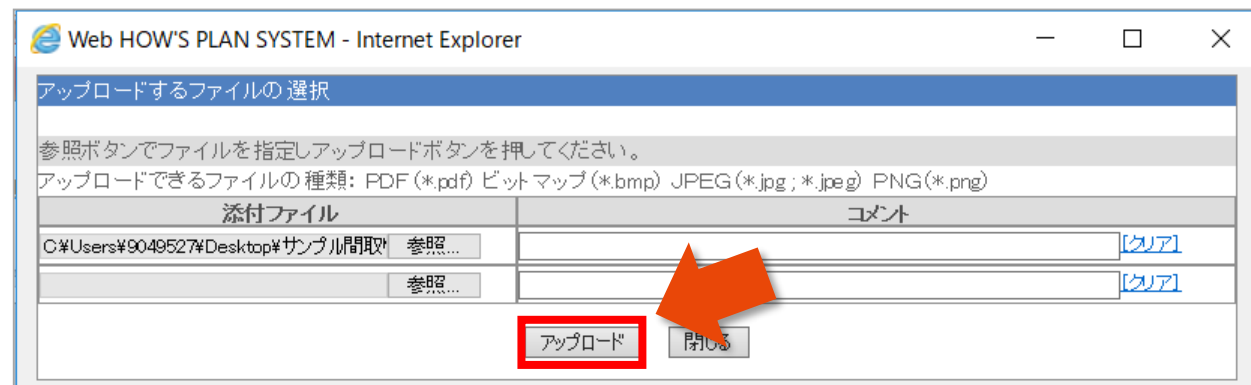 Web HOW'S PLAN SYSTEM - Internet Explorer
アップロードするファイルの選択
参照ボタンでファイルを指定しアップロードボタンを押してください。
アップロードできるファイルの種類: PDF(*.pdf) ビットマップ(*.bmp) JPEG(*.jpg;*.jpeg) PNG(*.png)
添付ファイル コメント
C¥Users¥9049527¥Desktop¥サンプル間取 参照... [クリア]
参照... [クリア]
アップロード 閉じる